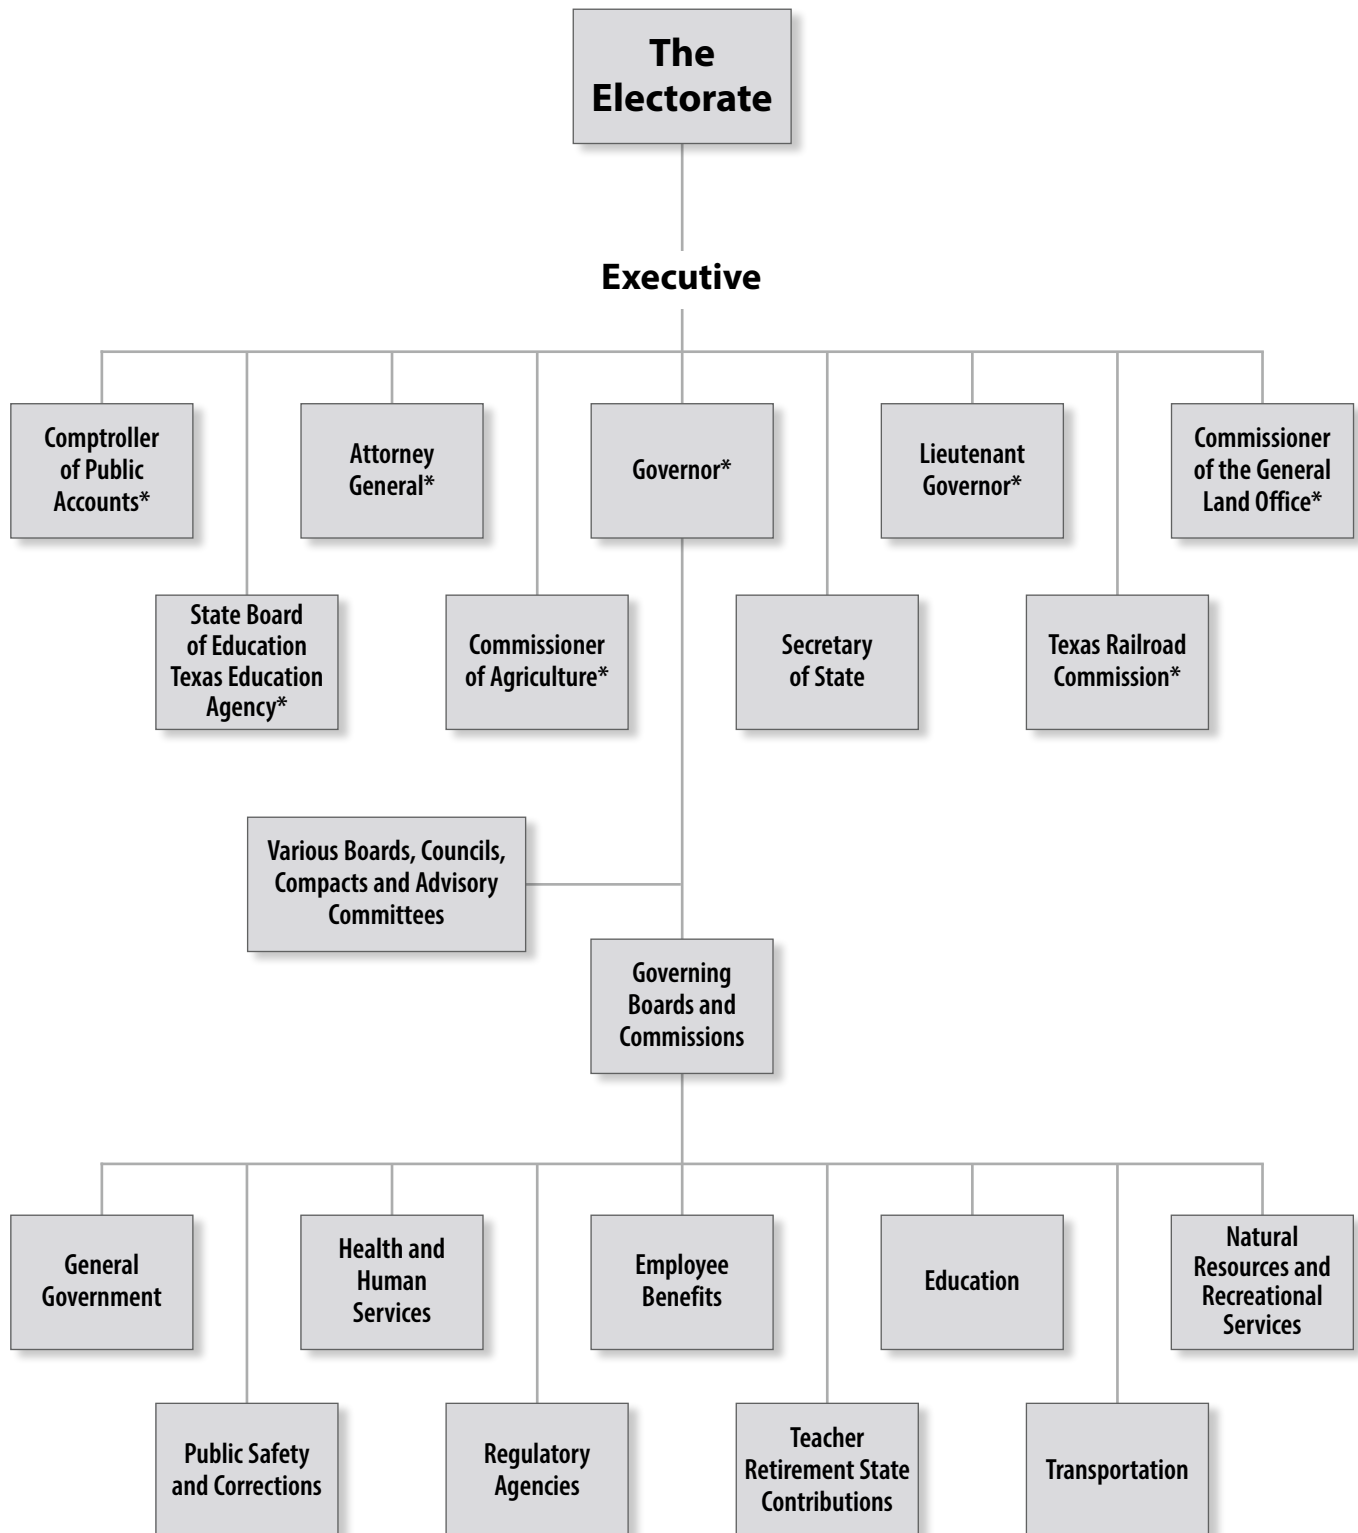 The
Electorate
Executive
Comptroller
of Public
Accounts*
Attorney
General*
Governor*
Lieutenant
Governor*
Commissioner
of the General
Land Office*
State Board
of Education
Texas Education
Agency*
Commissioner
of Agriculture*
Secretary
of State
Texas Railroad
Commission*
Various Boards, Councils,
Compacts and Advisory
Committees
Governing
Boards and
Commissions
General
Government
Health and
Human
Services
Employee
Benefits
Education
Natural
Resources and
Recreational
Services
Public Safety
and Corrections
Regulatory
Agencies
Teacher
Retirement State
Contributions
Transportation